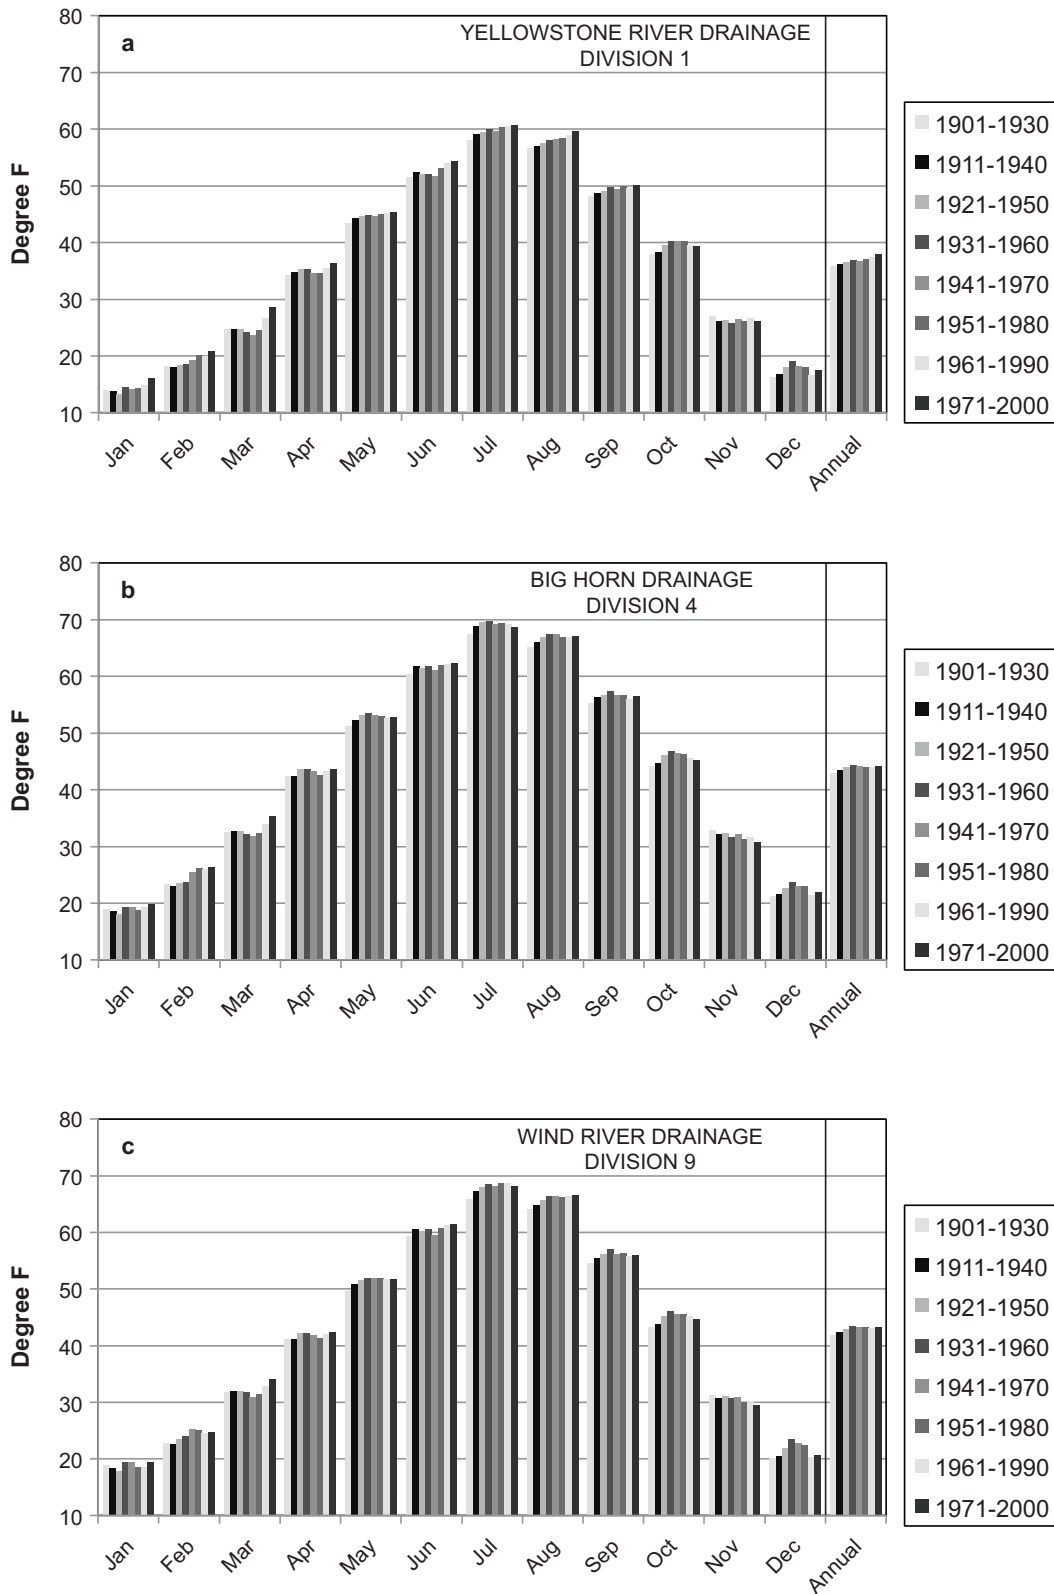 a
YELLOWSTONE RIVER DRAINAGE
DIVISION 1
Degree F
80
70
60
50
40
30
20
10
Jan
Feb
Mar
Apr
May
Jun
Jul
Aug
Sep
Oct
Nov
Dec
Annual
1901-1930
1911-1940
1921-1950
1931-1960
1941-1970
1951-1980
1961-1990
1971-2000
b
BIG HORN DRAINAGE
DIVISION 4
Degree F
80
70
60
50
40
30
20
10
Jan
Feb
Mar
Apr
May
Jun
Jul
Aug
Sep
Oct
Nov
Dec
Annual
1901-1930
1911-1940
1921-1950
1931-1960
1941-1970
1951-1980
1961-1990
1971-2000
c
WIND RIVER DRAINAGE
DIVISION 9
Degree F
80
70
60
50
40
30
20
10
Jan
Feb
Mar
Apr
May
Jun
Jul
Aug
Sep
Oct
Nov
Dec
Annual
1901-1930
1911-1940
1921-1950
1931-1960
1941-1970
1951-1980
1961-1990
1971-2000